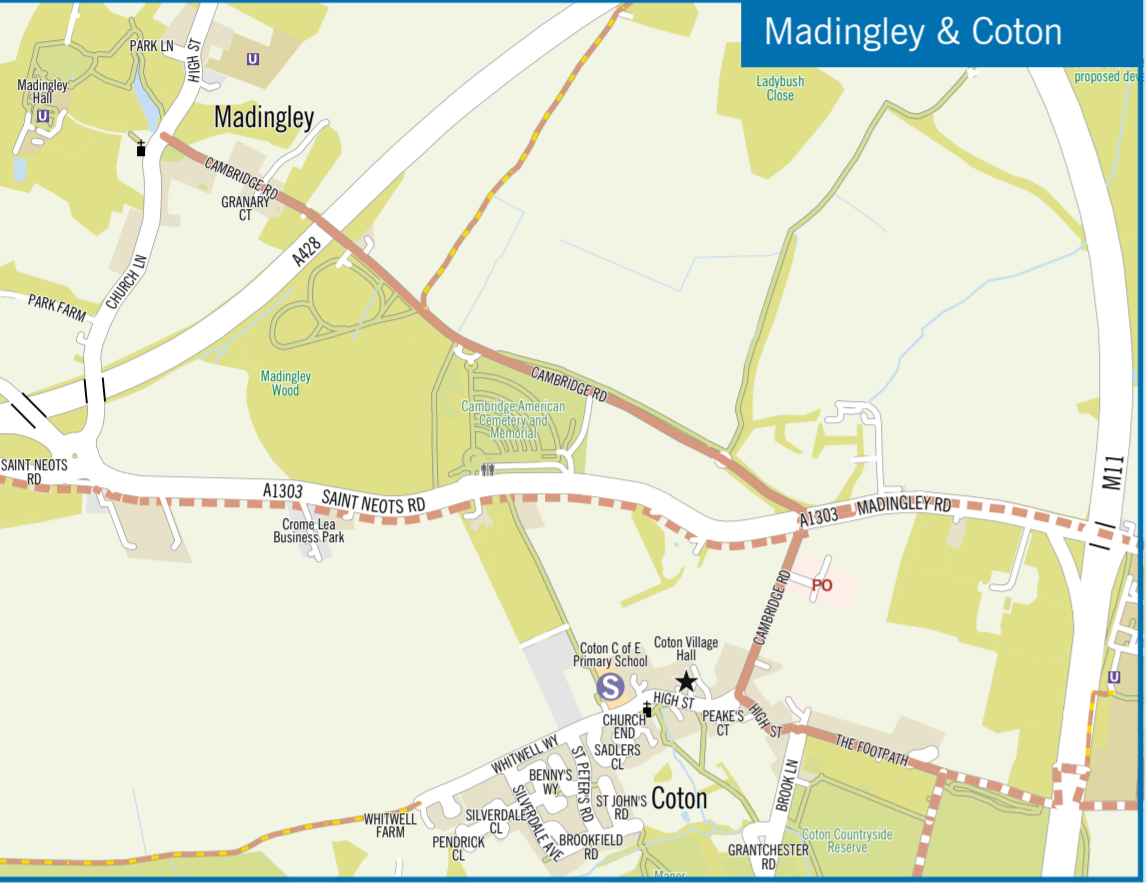 Madingley & Coton
PARK LN
HIGH ST
U
Madingley
Hall
U
Madingley
Ladybush
Close
proposed dev
CAMBRIDGE RD
GRANARY
CT
A428
CHURCH LN
PARK FARM
Madingley
Wood
CAMBRIDGE RD
Cambridge American
Cemetery and
Memorial
SAINT NEOTS
RD
A1303
SAINT NEOTS RD
Crome Lea
Business Park
A1303
MADINGLEY RD
M11
PO
CAMBRIDGE RD
Coton C of E
Primary School
S
Coton Village
Hall
U
HIGH ST
PEAKE'S
CT
HIGH ST
CHURCH
END
SADLERS
CL
THE FOOTPATH
WHITWELL WY
ST PETER'S RD
BENNY'S
WY
SILVERDALE AVE
ST JOHN'S
RD
Coton
BROOK LN
WHITWELL
FARM
SILVERDALE
CL
PENDRICK
CL
BROOKFIELD
RD
GRANTCHESTER
RD
Coton Countryside
Reserve
Manor